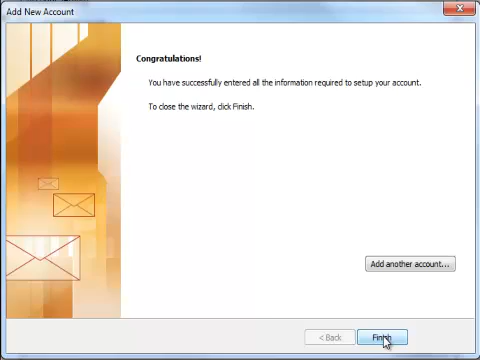 Add New Account
Congratulations!
You have successfully entered all the information required to setup your account.
To close the wizard, click Finish.
Add another account...
< Back
Finish